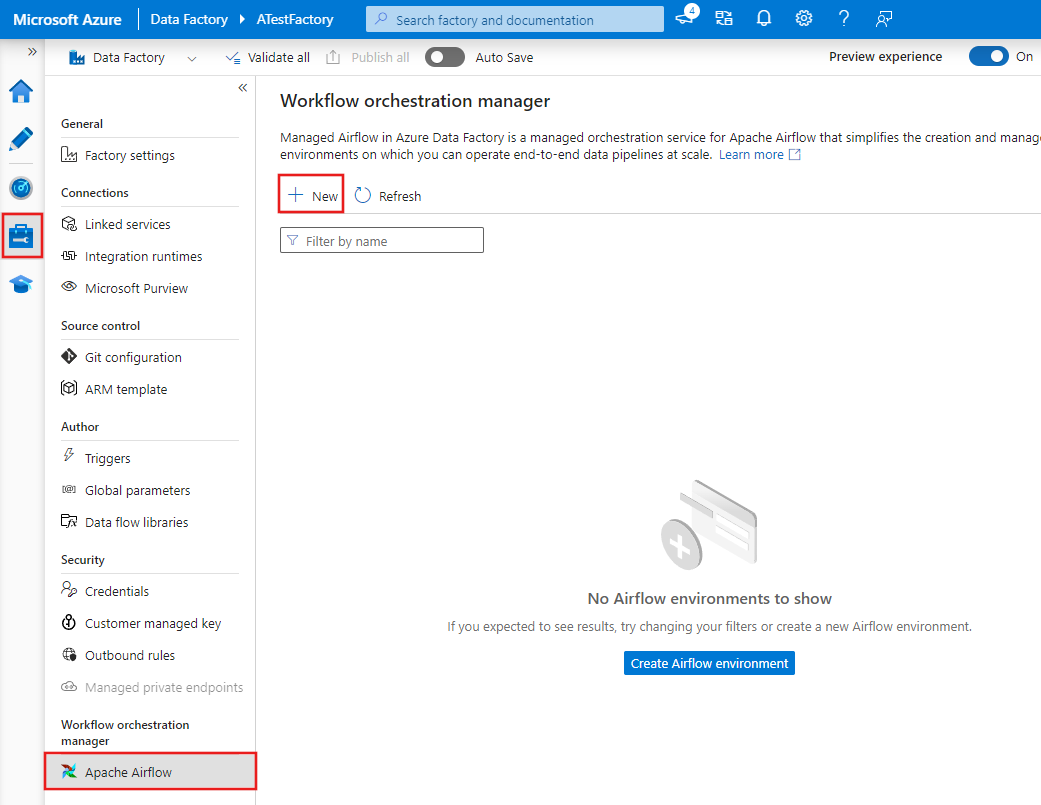 Microsoft Azure Data Factory ATestFactory Search factory and documentation 4
Data Factory Validate all Publish all Auto Save Preview experience On
General
Factory settings
Connections
Linked services
Integration runtimes
Microsoft Purview
Source control
Git configuration
ARM template
Author
Triggers
Global parameters
Data flow libraries
Security
Credentials
Customer managed key
Outbound rules
Managed private endpoints
Workflow orchestration
manager
Apache Airflow
Workflow orchestration manager
Managed Airflow in Azure Data Factory is a managed orchestration service for Apache Airflow that simplifies the creation and manag
environments on which you can operate end-to-end data pipelines at scale. Learn more
New Refresh
Filter by name
No Airflow environments to show
If you expected to see results, try changing your filters or create a new Airflow environment.
Create Airflow environment